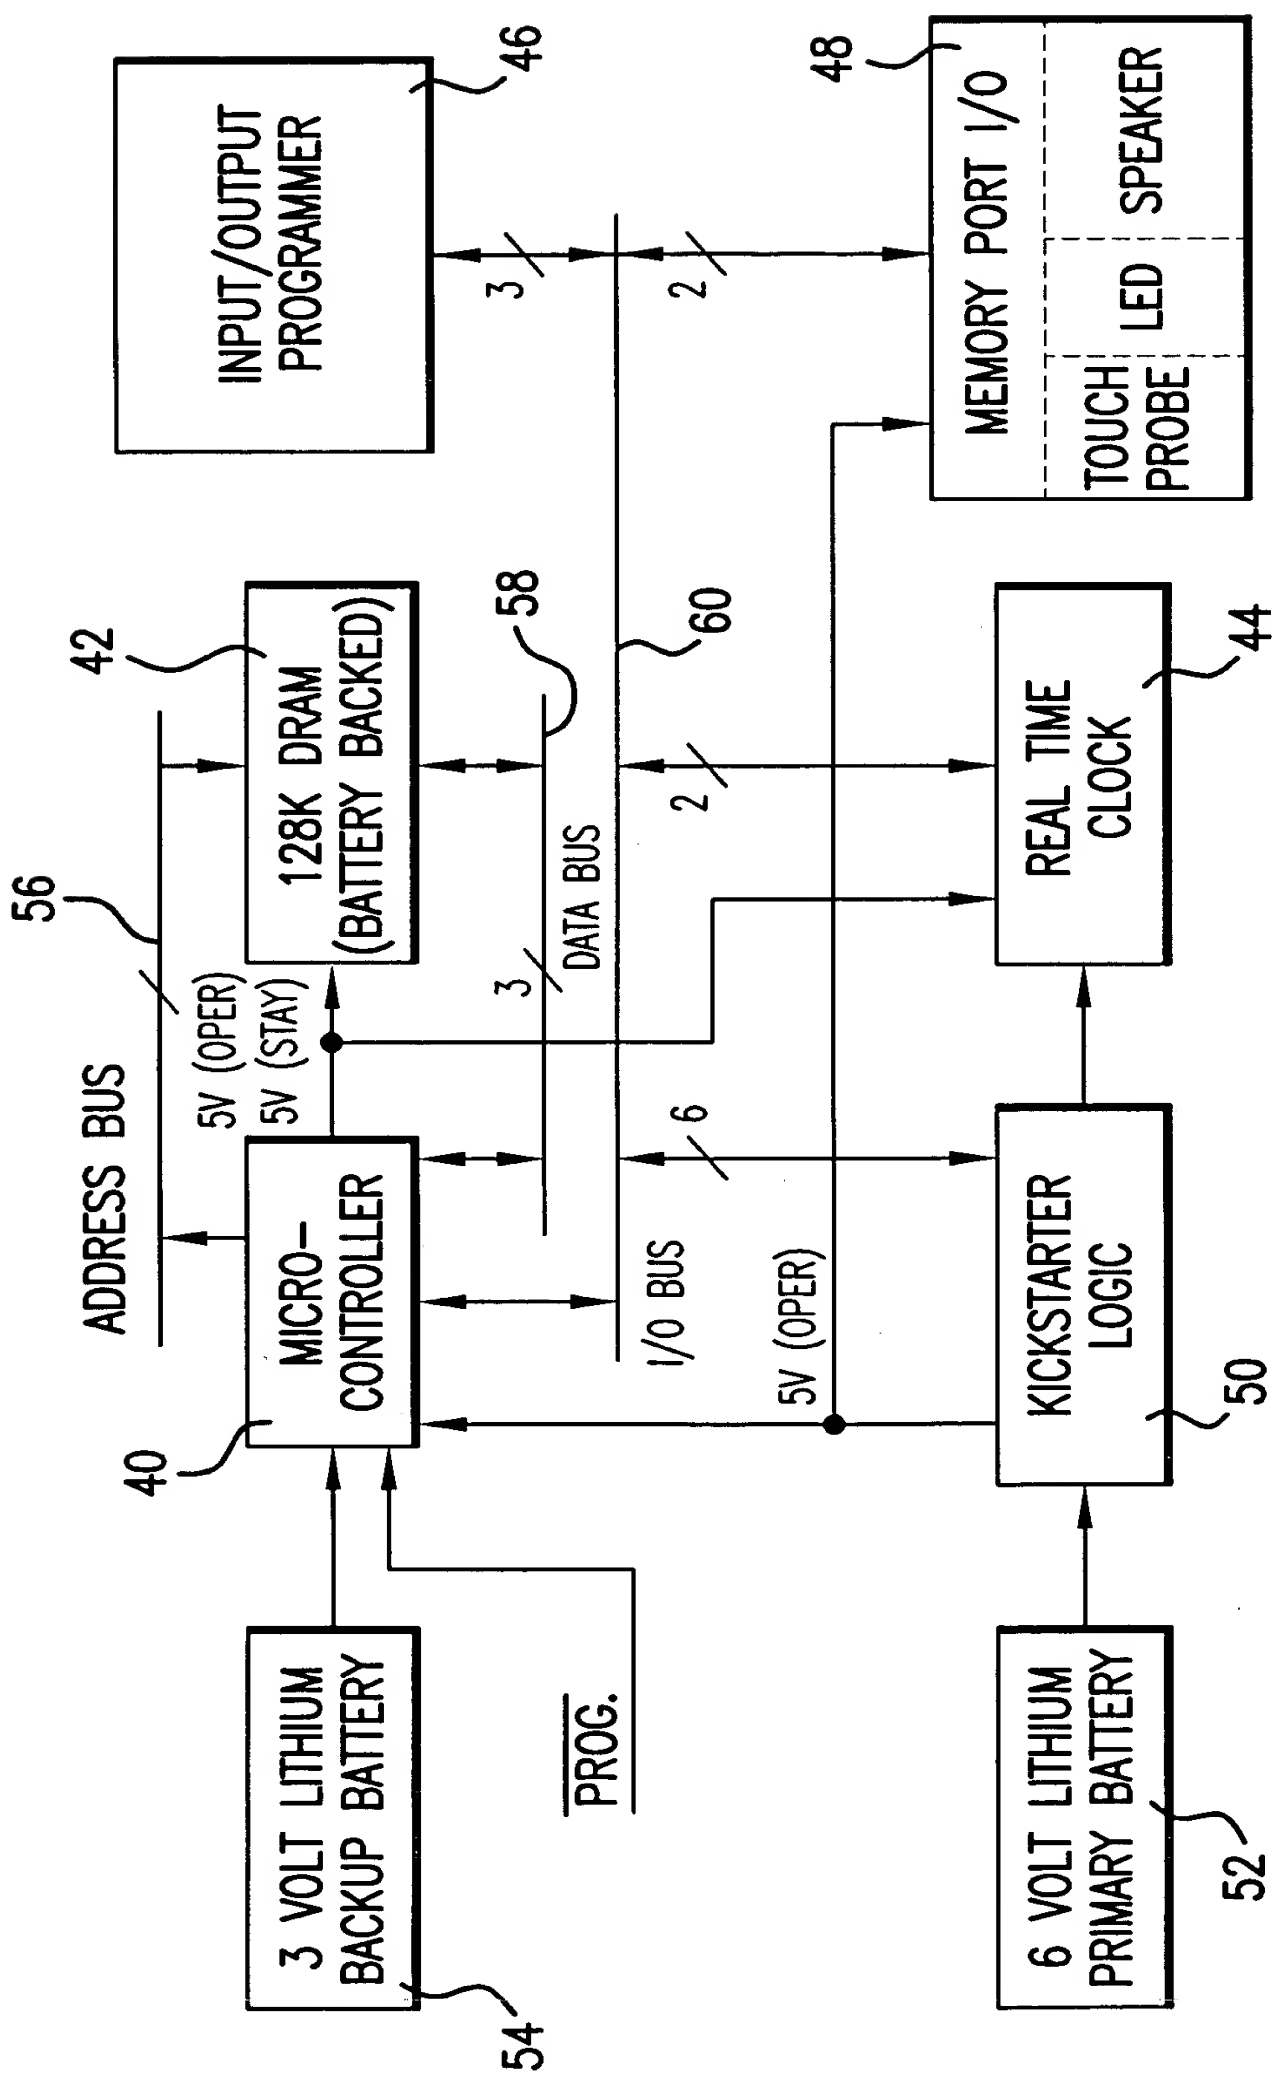 ADDRESS BUS
56
42
46
3 VOLT LITHIUM
BACKUP BATTERY
54
40
MICRO-
CONTROLLER
5V (OPER)
5V (STAY)
128K DRAM
(BATTERY BACKED)
INPUT/OUTPUT
PROGRAMMER
PROG.
3
DATA BUS
58
3
I/O BUS
6
2
60
2
5V (OPER)
48
6 VOLT LITHIUM
PRIMARY BATTERY
52
KICKSTARTER
LOGIC
50
REAL TIME
CLOCK
44
MEMORY PORT I/O
TOUCH
PROBE
LED
SPEAKER